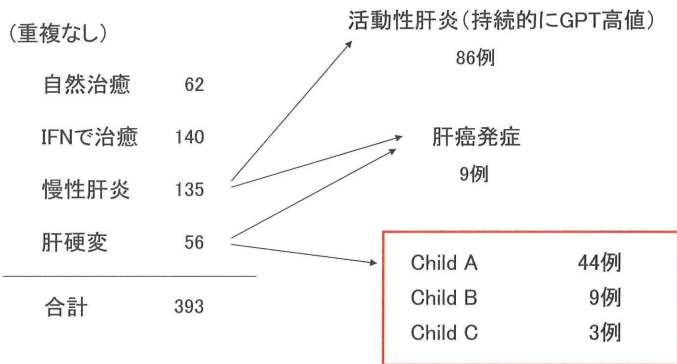 (重複なし)
自然治癒 62
IFNで治癒 140
慢性肝炎 135
肝硬変 56
合計 393
活動性肝炎(持続的にGPT高値)
86例
肝癌発症
9例
Child A 44例
Child B 9例
Child C 3例